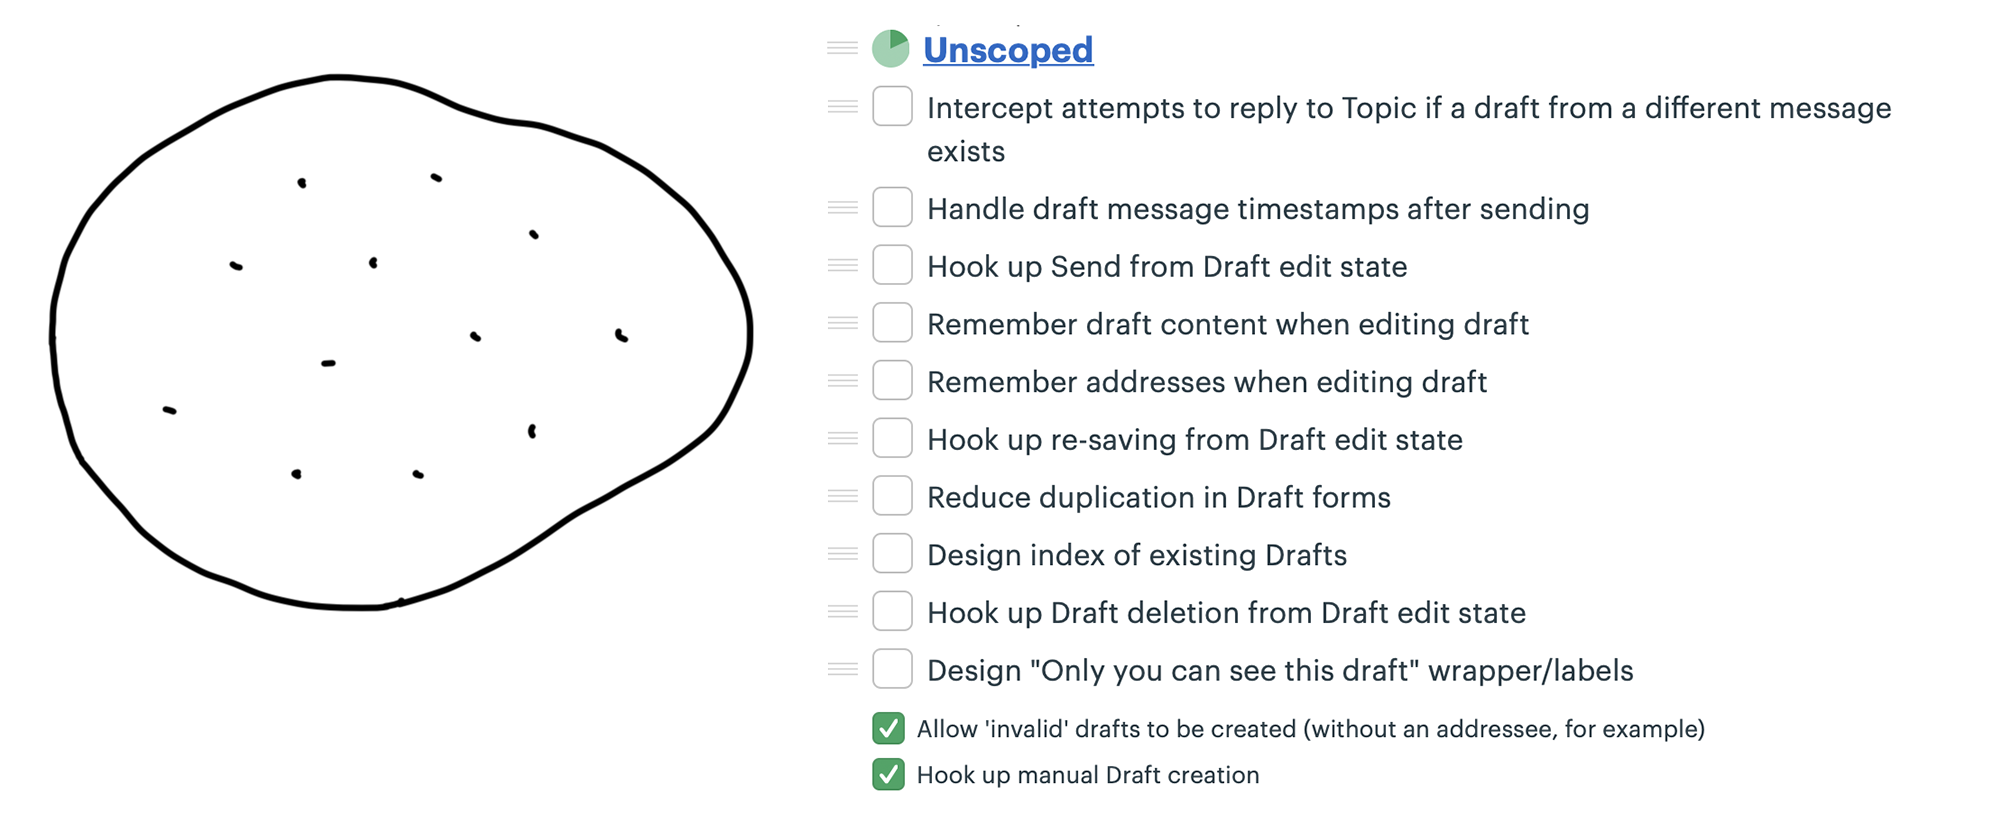 Unscoped
Intercept attempts to reply to Topic if a draft from a different message
exists
Handle draft message timestamps after sending
Hook up Send from Draft edit state
Remember draft content when editing draft
Remember addresses when editing draft
Hook up re-saving from Draft edit state
Reduce duplication in Draft forms
Design index of existing Drafts
Hook up Draft deletion from Draft edit state
Design "Only you can see this draft" wrapper/labels
Allow 'invalid' drafts to be created (without an addressee, for example)
Hook up manual Draft creation